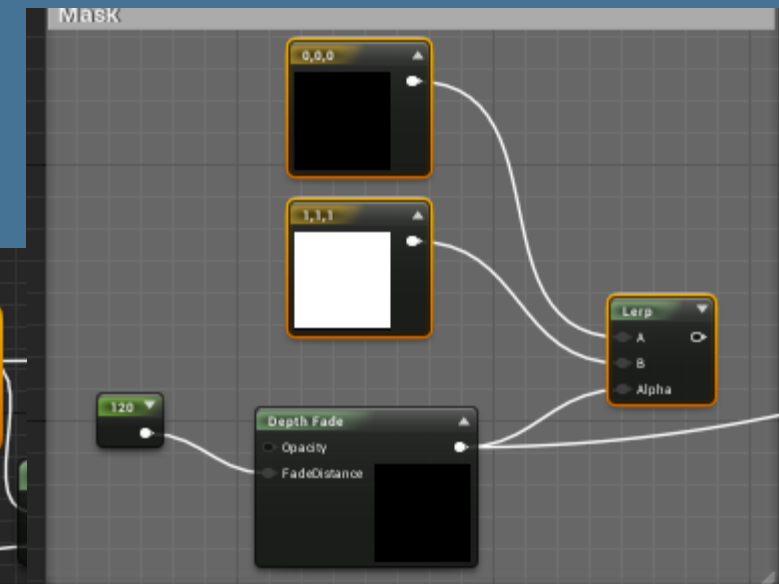 Mask
0,0,0
1,1,1
Lerp
A
B
Alpha
120
Depth Fade
Opacity
FadeDistance